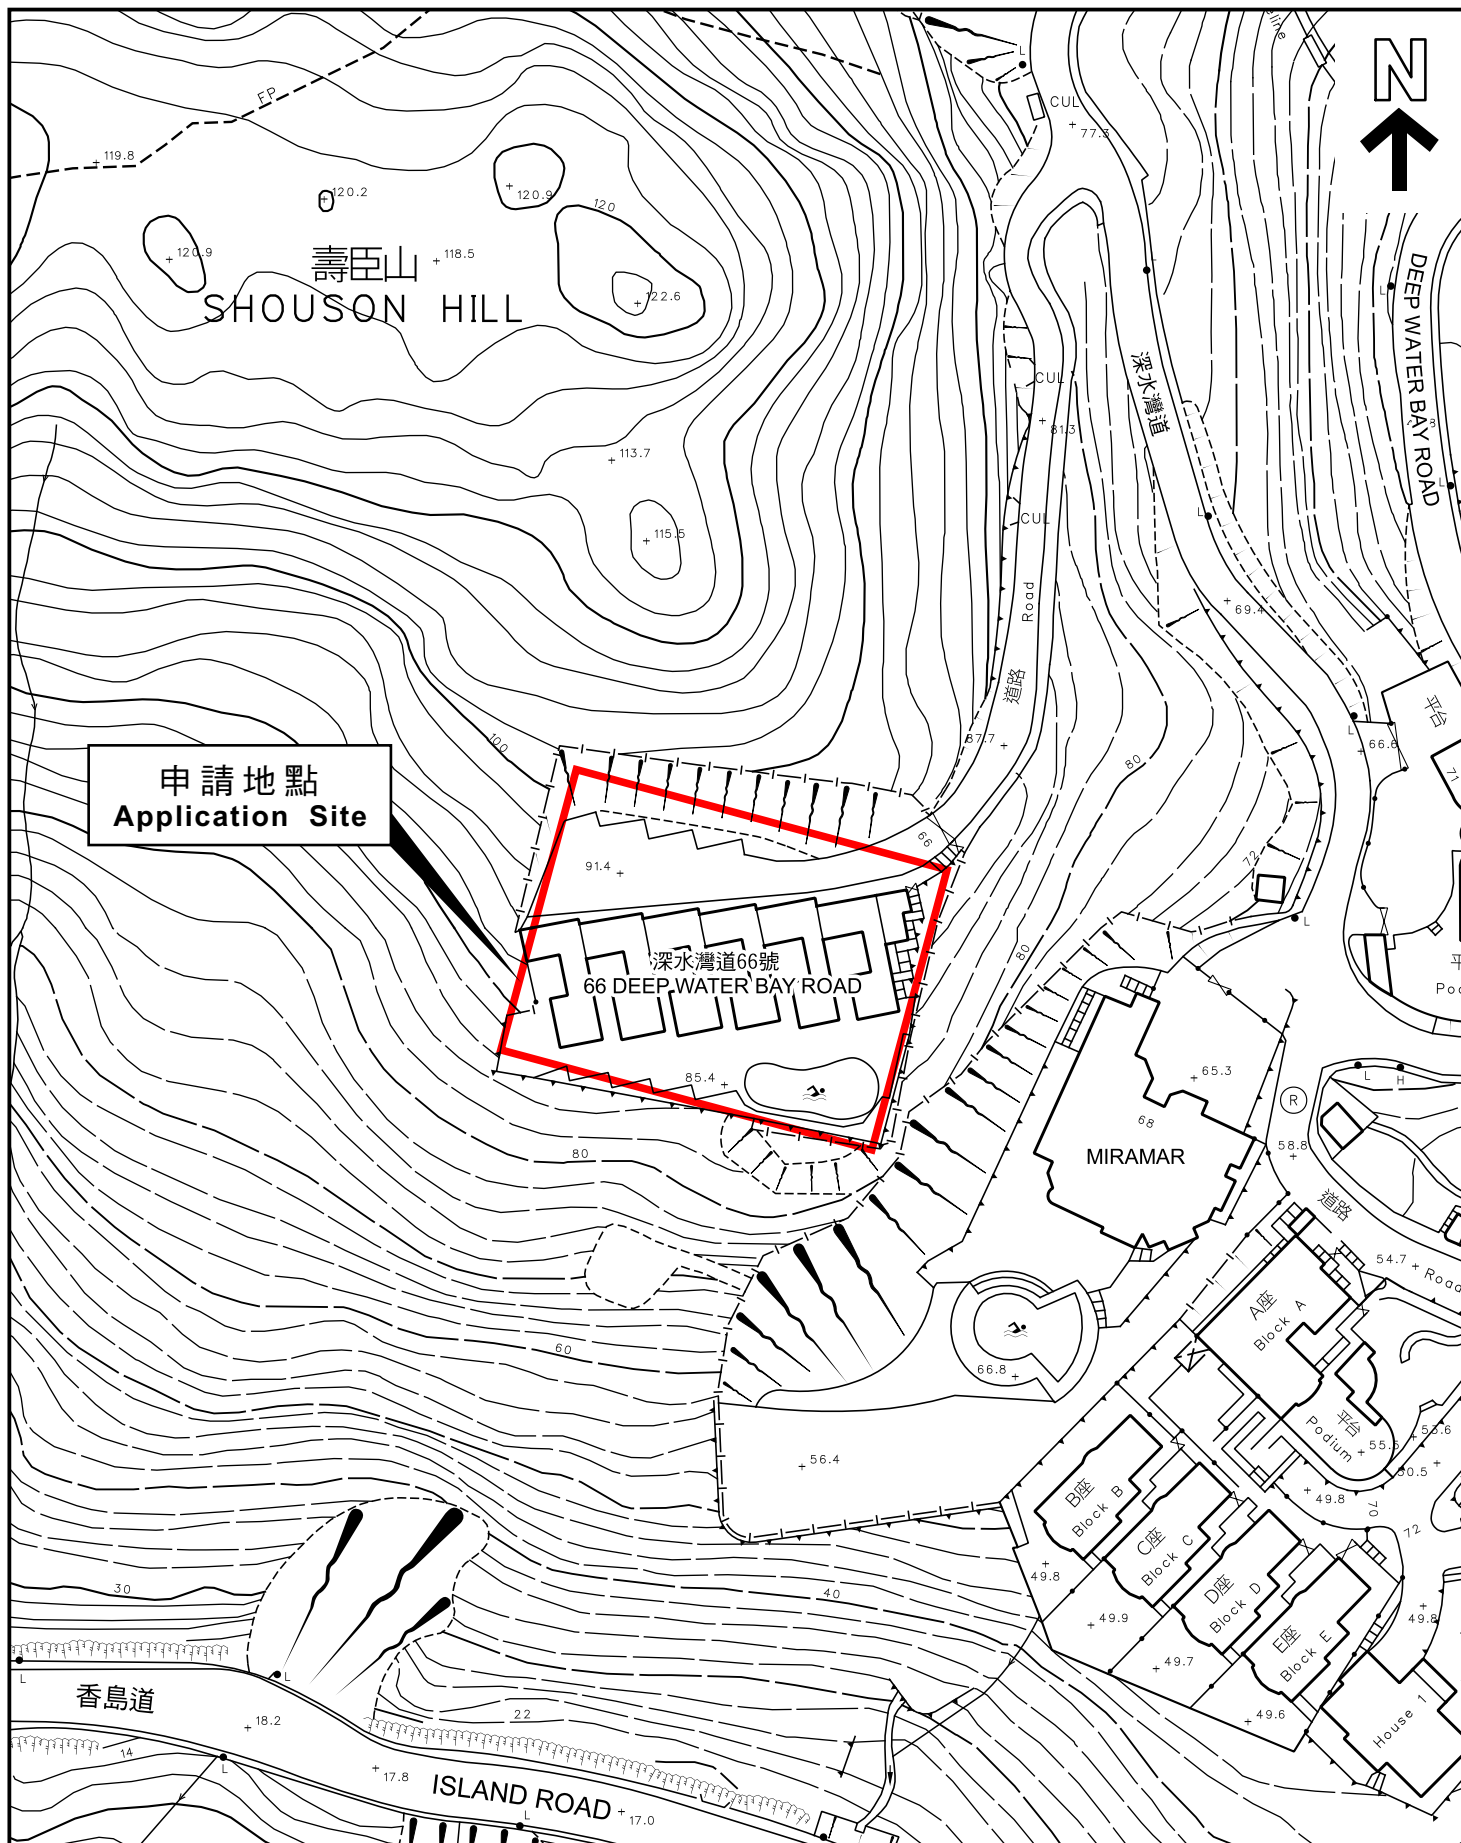 N
CUL
77.3
FP
119.8
120.2
120.9
120
120.9
壽臣山
118.5
SHOUSON HILL
122.6
DEEP WATER BAY ROAD
深水灣道
CUL
81.3
113.7
115.5
CUL
Road
道路
69.4
L
87.7
80
66.6
平台
71
100
申請地點
Application Site
91.4
66
72
80
深水灣道66號
66 DEEP WATER BAY ROAD
85.4
65.3
68
MIRAMAR
R
L
H
58.8
道路
54.7
Road
80
60
66.8
A座
Block A
平台
Podium
55.5
53.6
50.5
56.4
49.8
70
72
B座
Block B
C座
Block C
D座
Block D
E座
Block E
49.8
49.9
49.7
49.6
49.8
House 1
30
40
22
14
香島道
18.2
17.8
ISLAND ROAD
17.0